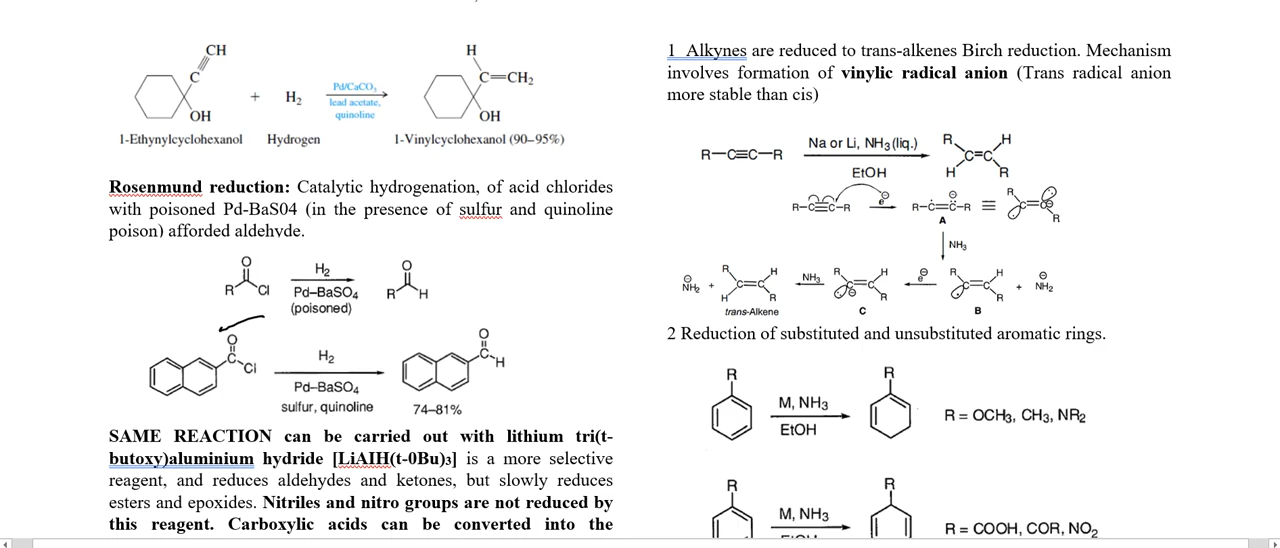 CH
C
OH
+
H₂
Pd/CaCO₃
lead acetate,
quinoline
H
C=CH₂
OH
1-Ethynylcyclohexanol Hydrogen 1-Vinylcyclohexanol (90–95%)
Rosenmund reduction: Catalytic hydrogenation, of acid chlorides
with poisoned Pd-BaS04 (in the presence of sulfur and quinoline
poison) afforded aldehyde.
O
R Cl
H₂
Pd–BaSO₄
(poisoned)
O
R H
O
C Cl
H₂
Pd–BaSO₄
sulfur, quinoline
O
C H
74–81%
SAME REACTION can be carried out with lithium tri(t-
butoxy)aluminium hydride [LiAIH(t-0Bu)₃] is a more selective
reagent, and reduces aldehydes and ketones, but slowly reduces
esters and epoxides. Nitriles and nitro groups are not reduced by
this reagent. Carboxylic acids can be converted into the
1 Alkynes are reduced to trans-alkenes Birch reduction. Mechanism
involves formation of vinylic radical anion (Trans radical anion
more stable than cis)
R–C≡C–R
Na or Li, NH₃ (liq.)
EtOH
R H
C=C
H R
R–C≡C–R
e⊖
R–Ċ=C̈–R ≡
⊖
R
C=C
R
A
NH₃
⊖
NH₂ +
R H
C=C
H R
trans-Alkene
NH₃
R H
C=C
⊖ R
C
e⊖
R H
C=C
R
B
+
⊖
NH₂
2 Reduction of substituted and unsubstituted aromatic rings.
R
M, NH₃
EtOH
R
R = OCH₃, CH₃, NR₂
R
M, NH₃
R
R = COOH, COR, NO₂